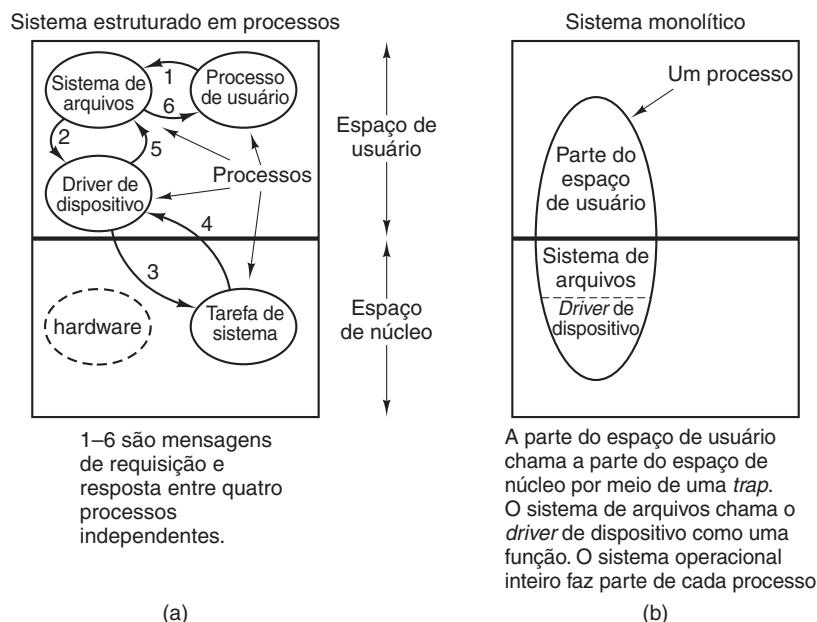 Sistema estruturado em processos
Sistema de
arquivos
1
Processo
de usuário
6
2
5
Processos
Driver de
dispositivo
4
3
hardware
Tarefa de
sistema
Espaço de
usuário
Espaço
de núcleo
1–6 são mensagens
de requisição e
resposta entre quatro
processos
independentes.
(a)
Sistema monolítico
Um processo
Parte do
espaço
de usuário
Sistema de
arquivos
Driver de
dispositivo
A parte do espaço de usuário
chama a parte do espaço de
núcleo por meio de uma trap.
O sistema de arquivos chama o
driver de dispositivo como uma
função. O sistema operacional
inteiro faz parte de cada processo
(b)